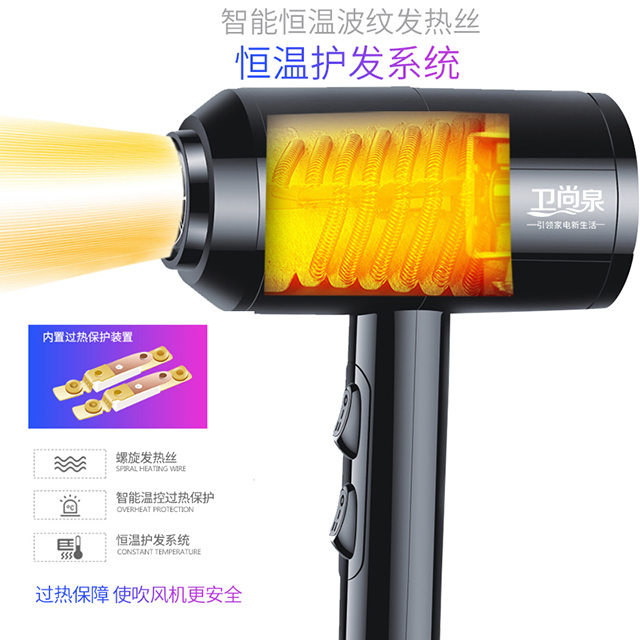 智能恒温波纹发热丝
恒温护发系统
卫尚泉
引领家电新生活
内置过热保护装置
螺旋发热丝
SPIRAL HEATING WIRE
智能温控过热保护
OVERHEAT PROTECTION
°C
恒温护发系统
CONSTANT TEMPERATURE
过热保障 使吹风机更安全